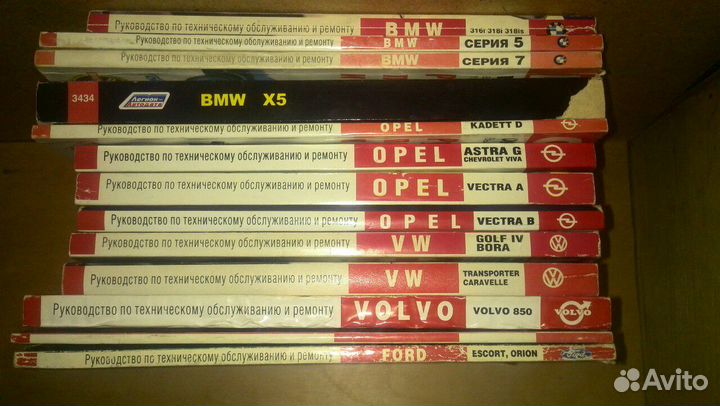 Руководство по техническому обслуживанию и ремонту BMW 316i 318i 318is
Руководство по техническому обслуживанию и ремонту BMW СЕРИЯ 5
Руководство по техническому обслуживанию и ремонту BMW СЕРИЯ 7
3434 Легион-Автодата BMW X5
Руководство по техническому обслуживанию и ремонту OPEL KADETT D
Руководство по техническому обслуживанию и ремонту OPEL ASTRA G CHEVROLET VIVA
Руководство по техническому обслуживанию и ремонту OPEL VECTRA A
Руководство по техническому обслуживанию и ремонту OPEL VECTRA B
Руководство по техническому обслуживанию и ремонту VW GOLF IV BORA
Руководство по техническому обслуживанию и ремонту VW TRANSPORTER CARAVELLE
Руководство по техническому обслуживанию и ремонту VOLVO VOLVO 850 VOLVO
Руководство по техническому обслуживанию и ремонту FORD ESCORT, ORION Ford
Avito